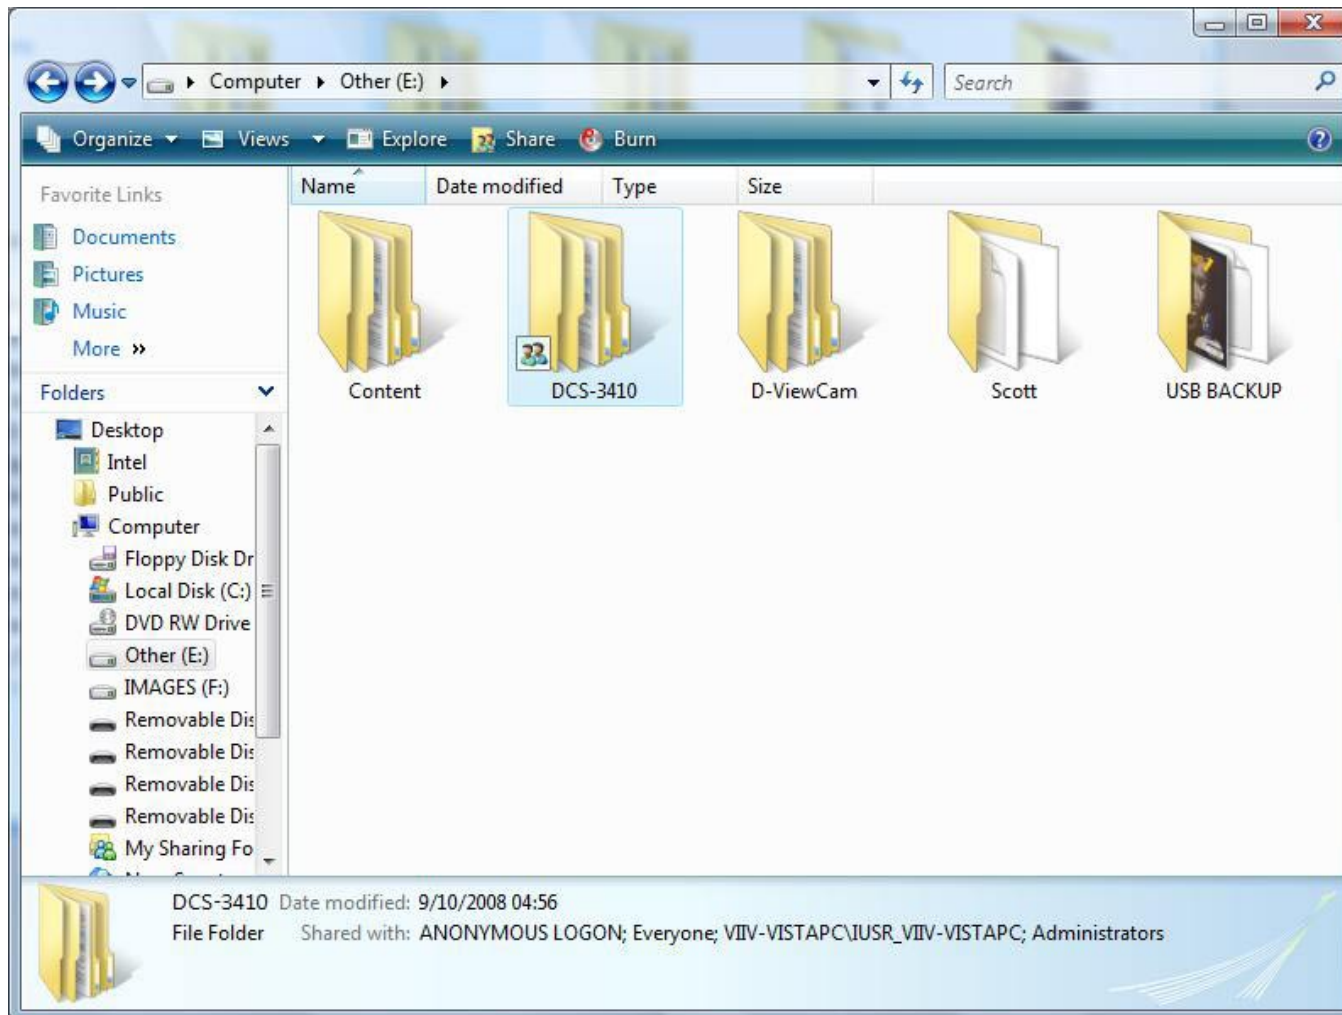 Computer Other (E:)
Search
Organize Views Explore Share Burn
Favorite Links
Documents
Pictures
Music
More »
Folders
Desktop
Intel
Public
Computer
Floppy Disk Dr
Local Disk (C:)
DVD RW Drive
Other (E:)
IMAGES (F:)
Removable Dis
Removable Dis
Removable Dis
Removable Dis
My Sharing Fo
Name Date modified Type Size
Content DCS-3410 D-ViewCam Scott USB BACKUP
DCS-3410 Date modified: 9/10/2008 04:56
File Folder Shared with: ANONYMOUS LOGON; Everyone; VIIV-VISTAPC\IUSR_VIIV-VISTAPC; Administrators